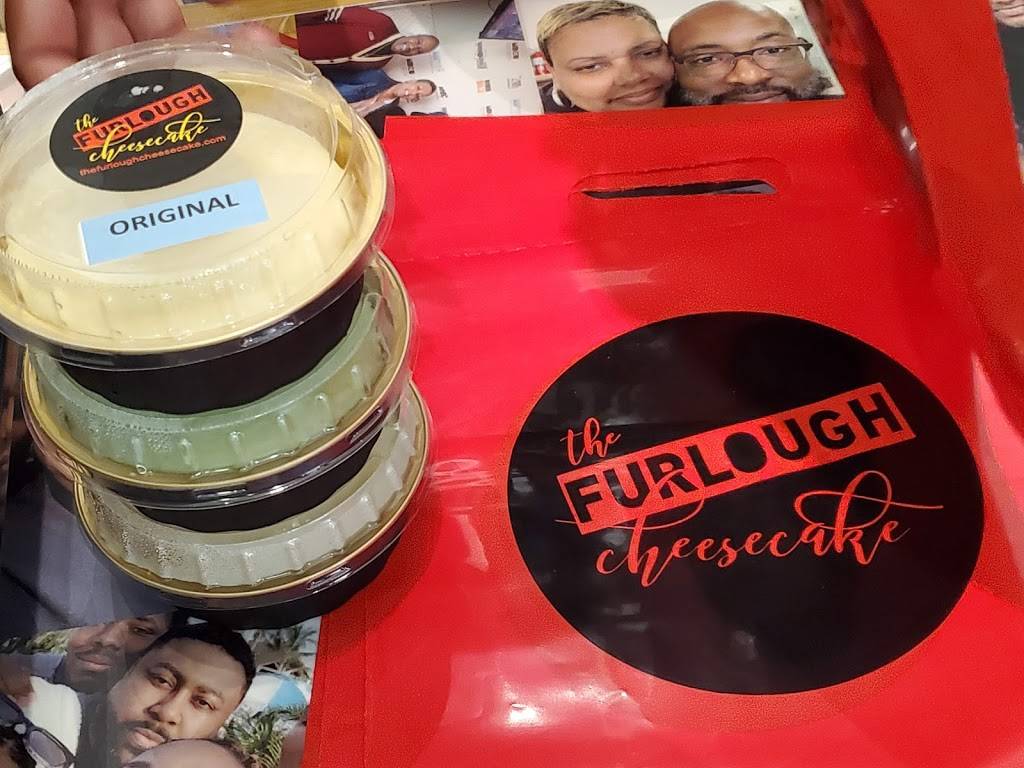 the
FURLOUGH
cheesecake
thefurloughcheesecake.com
ORIGINAL
the
FURLOUGH
cheesecake